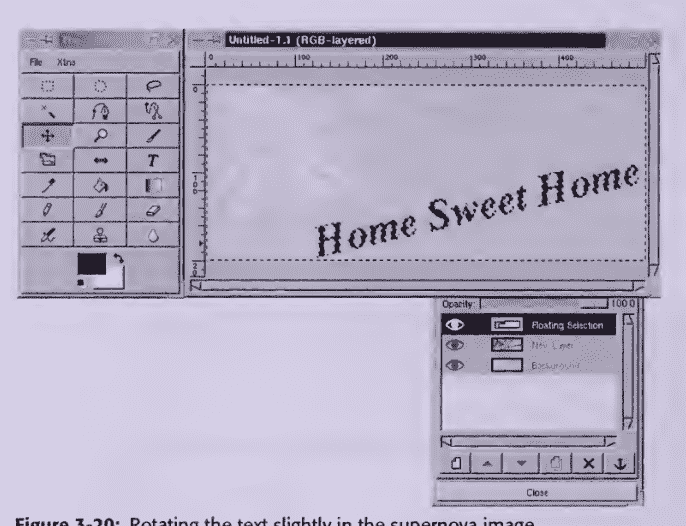 Untitled-1.1 (RGB-layered)
File Xtns
0 100 200 300 400
T
Home Sweet Home
Opacity: 100.0
Floating Selection
New Layer
Background
Close
Figure 3-20: Rotating the text slightly in the supernova image